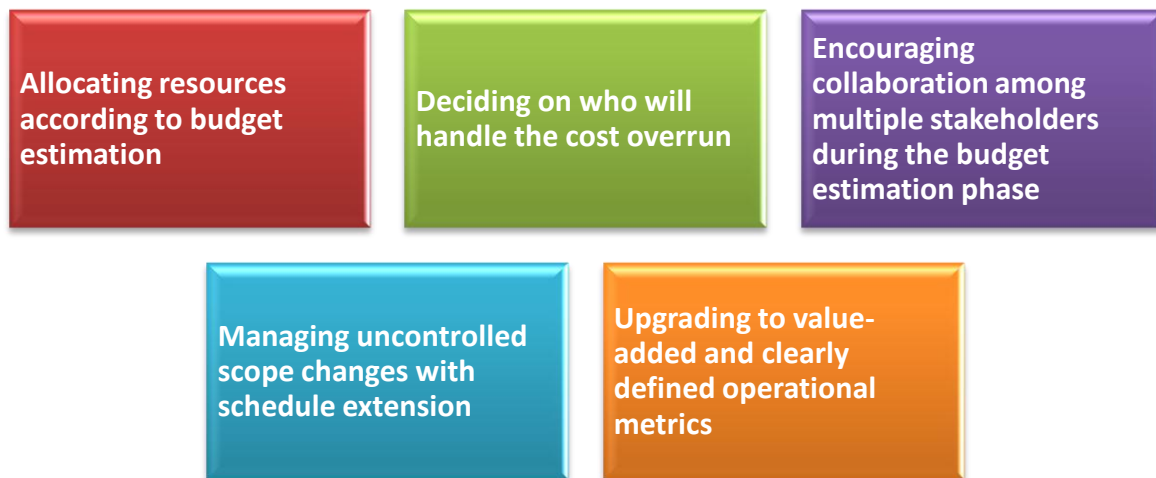 Allocating resources
according to budget
estimation
Deciding on who will
handle the cost overrun
Encouraging
collaboration among
multiple stakeholders
during the budget
estimation phase
Managing uncontrolled
scope changes with
schedule extension
Upgrading to value-
added and clearly
defined operational
metrics